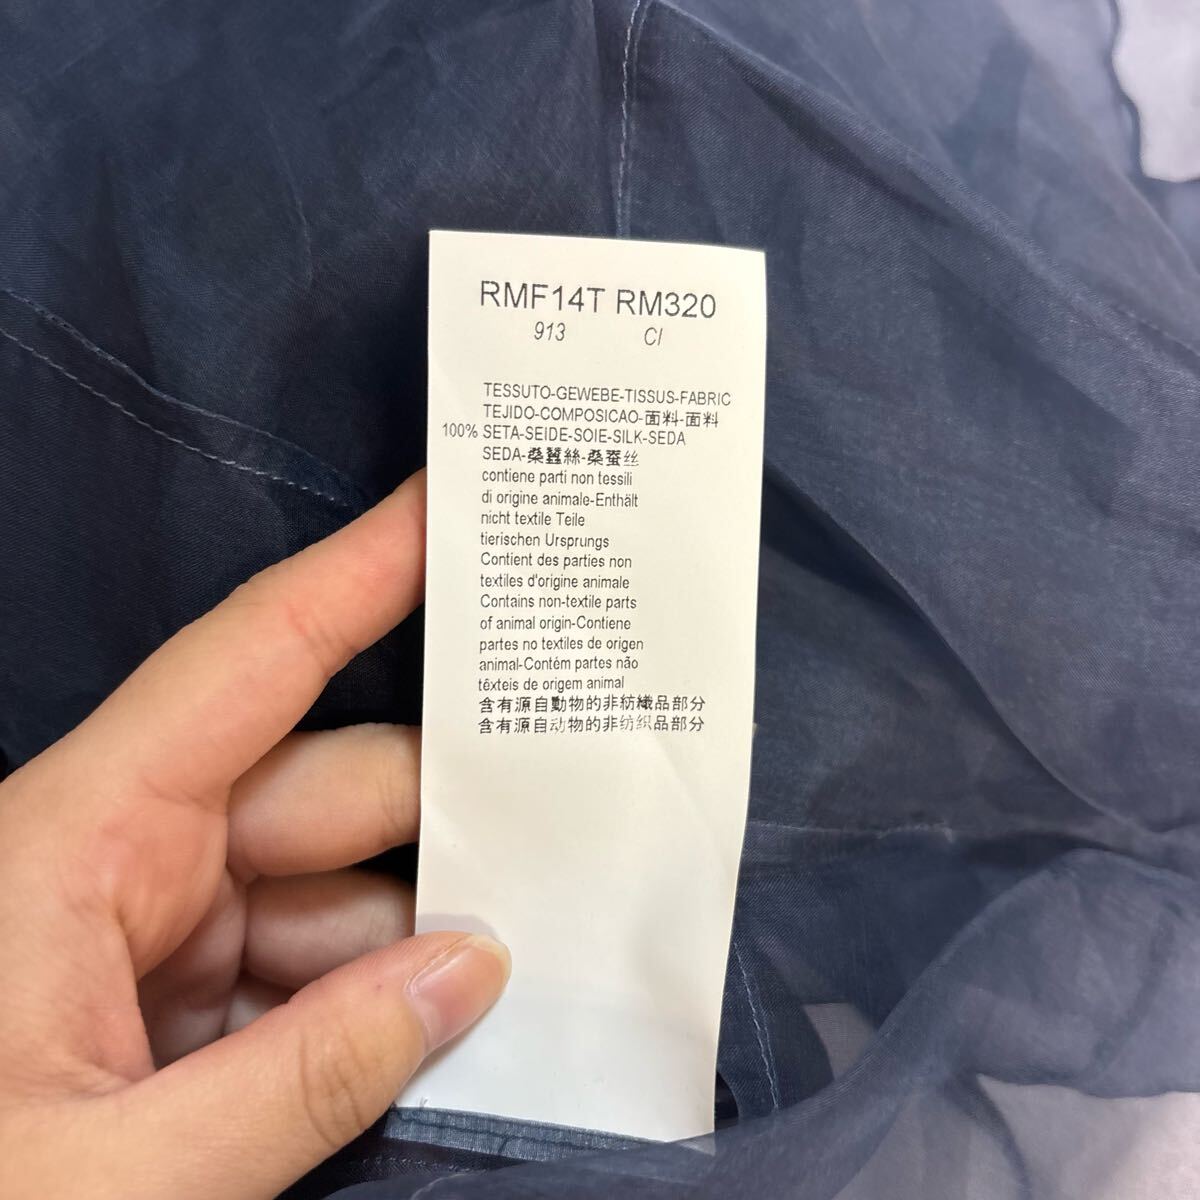 RMF14T RM320
913 CI
TESSUTO-GEWEBE-TISSUS-FABRIC
TEJIDO-COMPOSICAO-面料-面料
100% SETA-SEIDE-SOIE-SILK-SEDA
SEDA-桑蠶絲-桑蚕丝
contiene parti non tessili
di origine animale-Enthält
nicht textile Teile
tierischen Ursprungs
Contient des parties non
textiles d'origine animale
Contains non-textile parts
of animal origin-Contiene
partes no textiles de origen
animal-Contém partes não
têxteis de origem animal
含有源自動物的非紡織品部分
含有源自动物的非纺织品部分